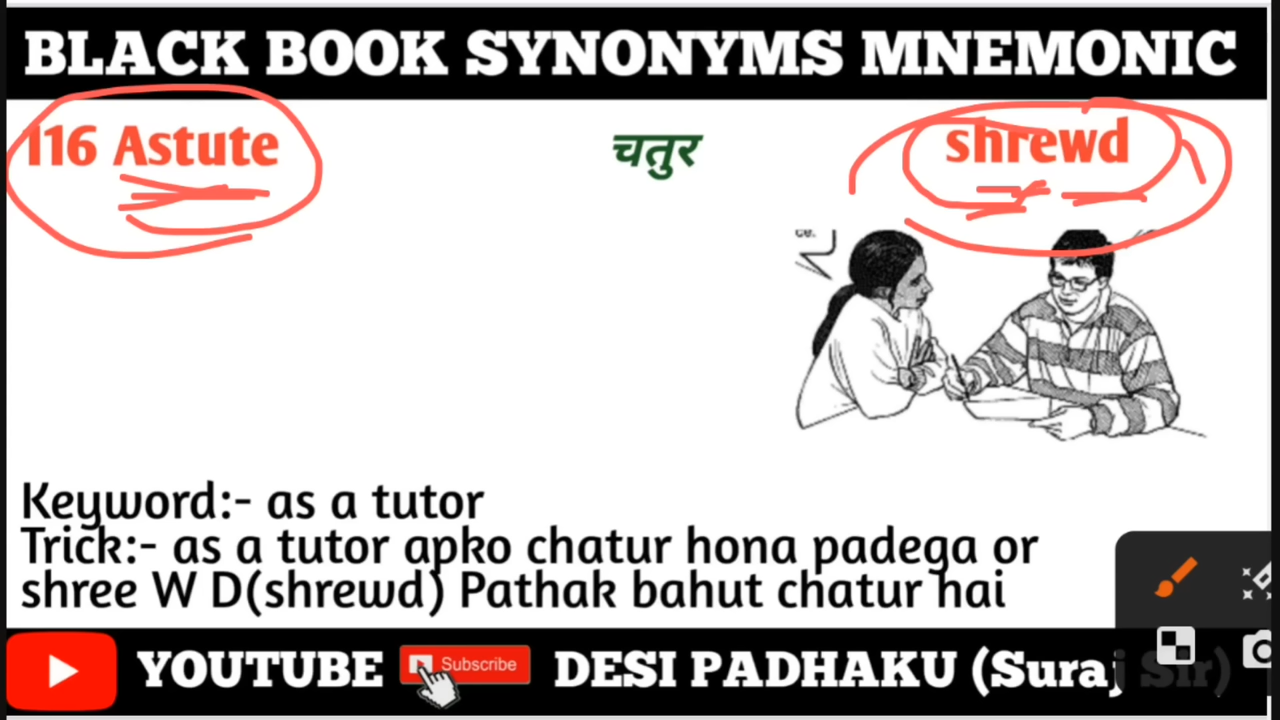 BLACK BOOK SYNONYMS MNEMONIC
116 Astute चतुर shrewd
ce.
Keyword:- as a tutor
Trick:- as a tutor apko chatur hona padega or
shree W D(shrewd) Pathak bahut chatur hai
YOUTUBE Subscribe DESI PADHAKU (Suraj Sir)